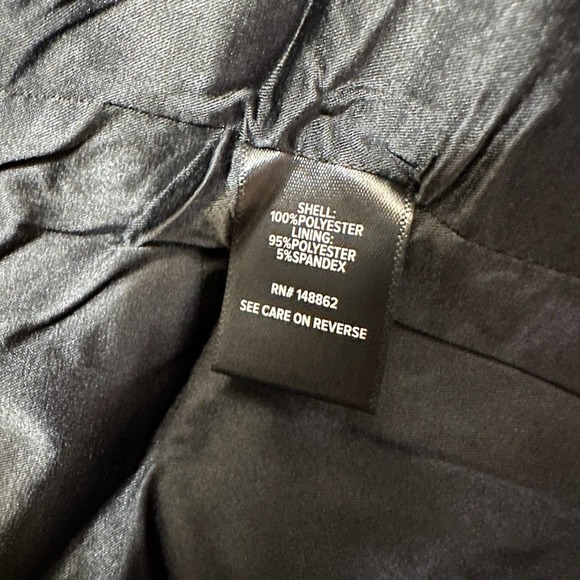 SHELL:
100%POLYESTER
LINING:
95%POLYESTER
5%SPANDEX
RN# 148862
SEE CARE ON REVERSE